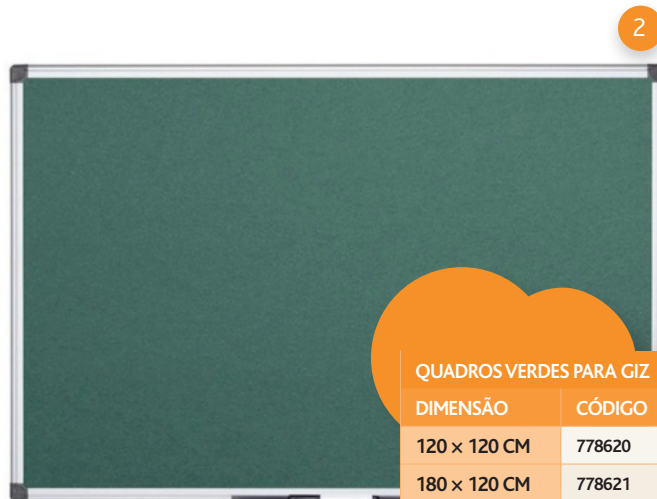 2
QUADROS VERDES PARA GIZ
DIMENSÃO CÓDIGO
120 × 120 CM 778620
180 × 120 CM 778621